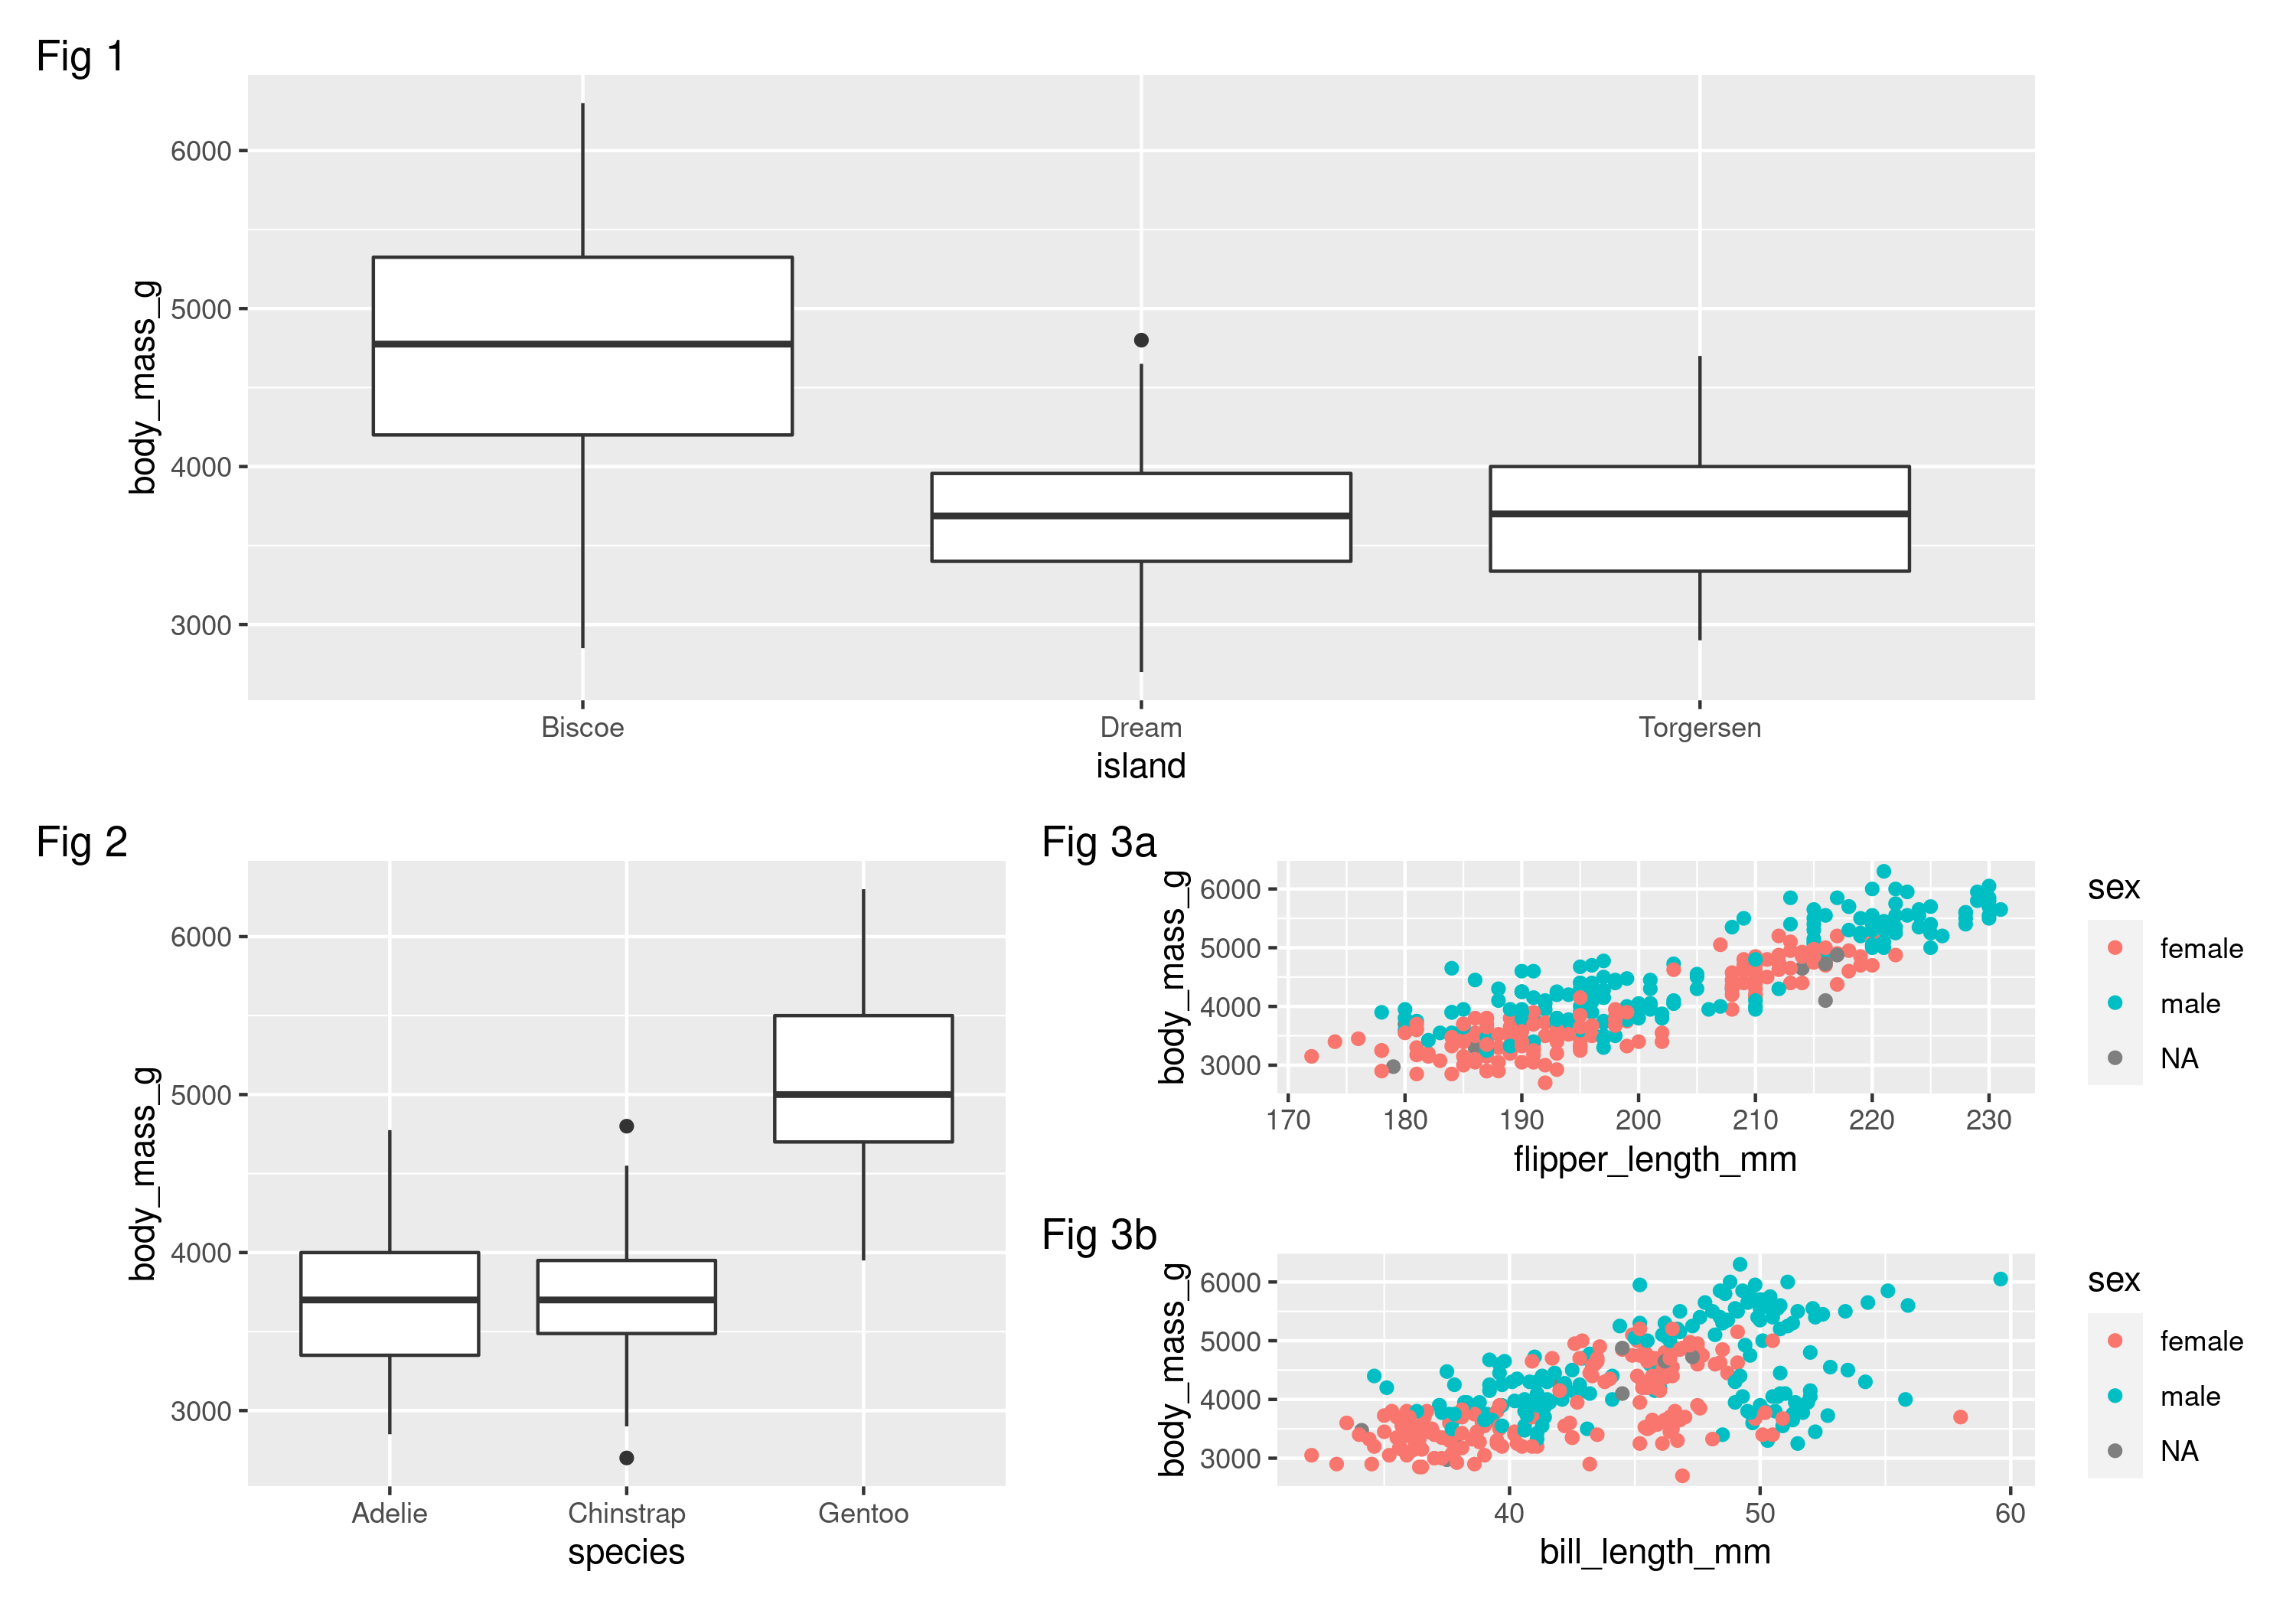 Fig 1
body_mass_g
6000
5000
4000
3000
Biscoe
Dream
Torgersen
island
Fig 2
body_mass_g
6000
5000
4000
3000
Adelie
Chinstrap
Gentoo
species
Fig 3a
body_mass_g
6000
5000
4000
3000
170 180 190 200 210 220 230
flipper_length_mm
sex
female
male
NA
Fig 3b
body_mass_g
6000
5000
4000
3000
40 50 60
bill_length_mm
sex
female
male
NA